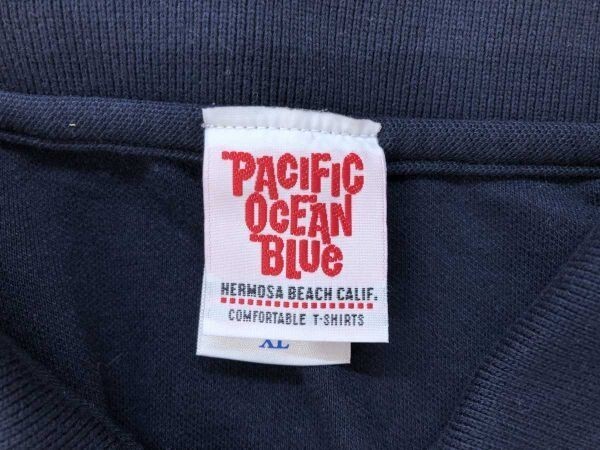 PACIFIC
OCEAN
BLUe
HERMOSA BEACH CALIF.
COMFORTABLE T-SHIRTS
XL